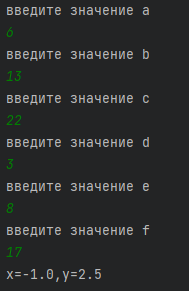 введите значение a
6
введите значение b
13
введите значение c
22
введите значение d
3
введите значение e
8
введите значение f
17
x=-1.0,y=2.5